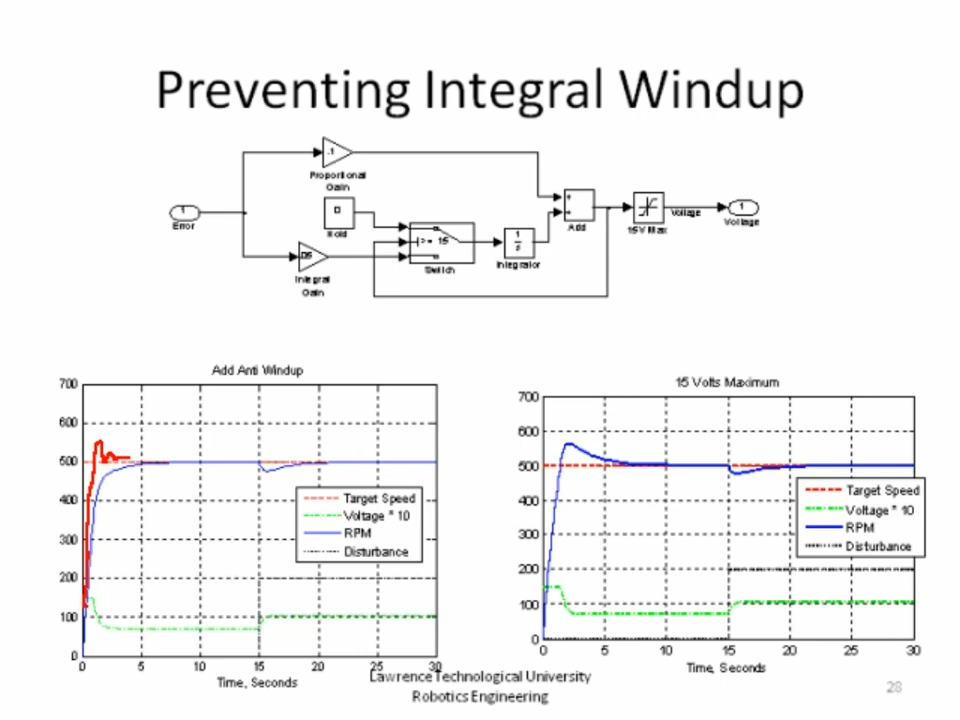 Preventing Integral Windup
.1
Proportional
Gain
1
Error
0
Hold
.05
Integral
Gain
>= 15
Switch
1
s
Integrator
+
+
Add
15V Max
Voltage
1
Voltage
Add Anti Windup
700
600
500
400
300
200
100
0
0 5 10 15 20 25 30
Time, Seconds
Target Speed
Voltage * 10
RPM
Disturbance
15 Volts Maximum
700
600
500
400
300
200
100
0
0 5 10 15 20 25 30
Time, Seconds
Target Speed
Voltage * 10
RPM
Disturbance
Lawrence Technological University
Robotics Engineering
28